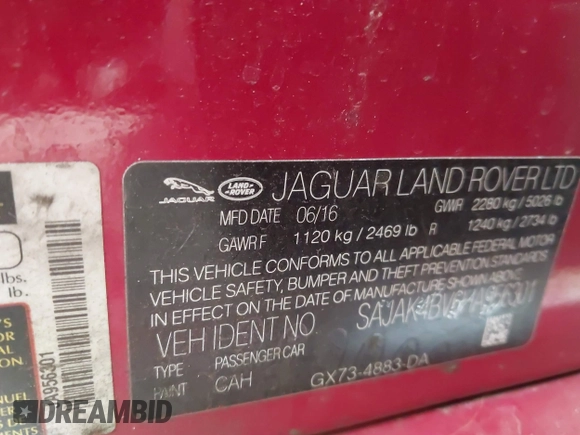 JAGUAR LAND-ROVER JAGUAR LAND ROVER LTD
MFD DATE 06/16 GWR 2280 kg / 5026 lb
GAWR F 1120 kg / 2469 lb R 1240 kg / 2734 lb
THIS VEHICLE CONFORMS TO ALL APPLICABLE FEDERAL MOTOR
VEHICLE SAFETY, BUMPER AND THEFT PREVENTION STANDARDS
IN EFFECT ON THE DATE OF MANUFACTURE SHOWN ABOVE.
VEH IDENT NO.
TYPE PASSENGER CAR
PAINT CAH GX73-4883-DA
lbs.
lb.
DREAMBID